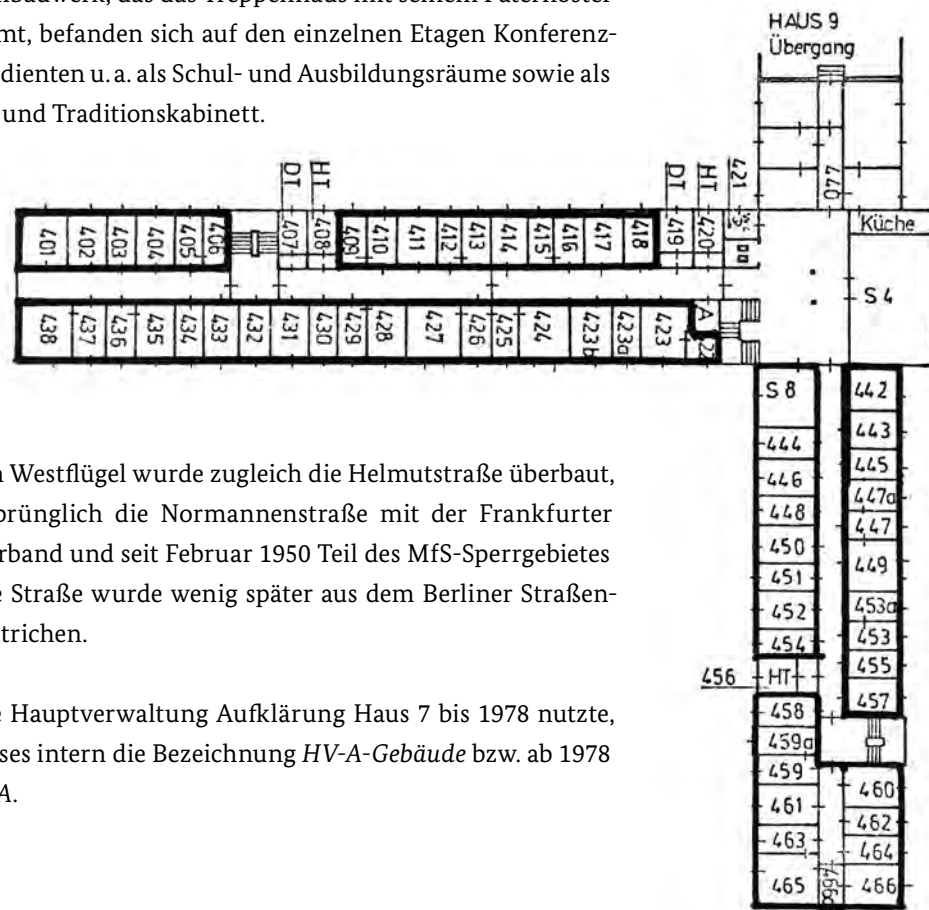 das das Treppenhaus mit seinem Paternoster
befanden sich auf den einzelnen Etagen Konferenz-
dienten u. a. als Schul- und Ausbildungsräume sowie als
und Traditionskabinett.
HAUS 9
Übergang
470
DT
HT
DT
HT
421
401
402
403
404
405
406
407
408
409
410
411
412
413
414
415
416
417
418
419
420
Küche
S 4
438
437
436
435
434
433
432
431
430
429
428
427
426
425
424
423b
423a
423
A
Westflügel wurde zugleich die Helmutstraße überbaut,
die Normannenstraße mit der Frankfurter
und seit Februar 1950 Teil des MfS-Sperrgebietes
Straße wurde wenig später aus dem Berliner Straßen-
Hauptverwaltung Aufklärung Haus 7 bis 1978 nutzte,
intern die Bezeichnung HV-A-Gebäude bzw. ab 1978
S 8
442
443
444
445
446
447a
448
447
450
449
451
452
453a
453
454
455
456
HT
457
458
459a
459
460
461
462
463
464
465
466